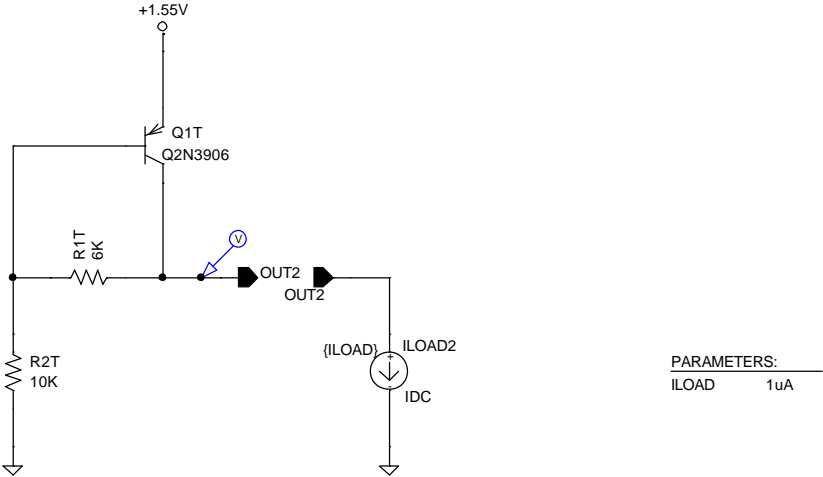 +1.55V
Q1T
Q2N3906
R1T
6K
V
OUT2
OUT2
R2T
10K
{ILOAD}
+
ILOAD2
-
IDC
PARAMETERS:
ILOAD 1uA